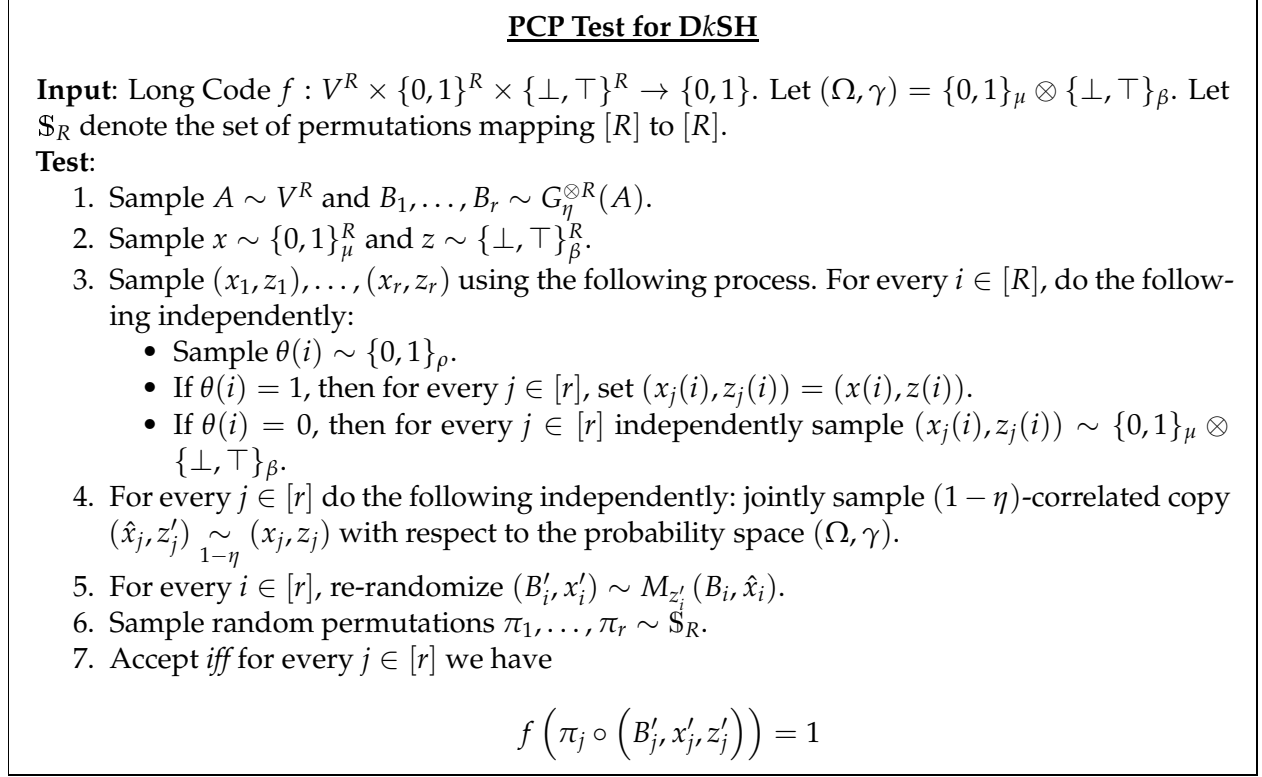 PCP Test for DkSH
Input: Long Code f : V^R × {0, 1}^R × {⊥, ⊤}^R → {0, 1}. Let (Ω, γ) = {0, 1}_μ ⊗ {⊥, ⊤}_β. Let
𝕊_R denote the set of permutations mapping [R] to [R].
Test:
1. Sample A ∼ V^R and B_1, . . . , B_r ∼ G_η^{⊗R}(A).
2. Sample x ∼ {0, 1}_μ^R and z ∼ {⊥, ⊤}_β^R.
3. Sample (x_1, z_1), . . . , (x_r, z_r) using the following process. For every i ∈ [R], do the follow-
ing independently:
• Sample θ(i) ∼ {0, 1}_ρ.
• If θ(i) = 1, then for every j ∈ [r], set (x_j(i), z_j(i)) = (x(i), z(i)).
• If θ(i) = 0, then for every j ∈ [r] independently sample (x_j(i), z_j(i)) ∼ {0, 1}_μ ⊗
{⊥, ⊤}_β.
4. For every j ∈ [r] do the following independently: jointly sample (1 − η)-correlated copy
(x̂_j, z′_j) ∼_{1−η} (x_j, z_j) with respect to the probability space (Ω, γ).
5. For every i ∈ [r], re-randomize (B′_i, x′_i) ∼ M_{z′_i}(B_i, x̂_i).
6. Sample random permutations π_1, . . . , π_r ∼ 𝕊_R.
7. Accept iff for every j ∈ [r] we have
f (π_j ∘ (B′_j, x′_j, z′_j)) = 1